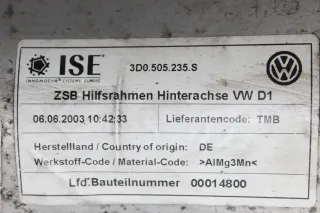 ISE
INNOMOTIVE SYSTEMS EUROPE
3D0.505.235.S
ZSB Hilfsrahmen Hinterachse VW D1
06.06.2003 10:42:33 Lieferantencode: TMB
Herstellland / Country of origin: DE
Werkstoff-Code / Material-Code: >AlMg3Mn<
Lfd.Bauteilnummer 00014800